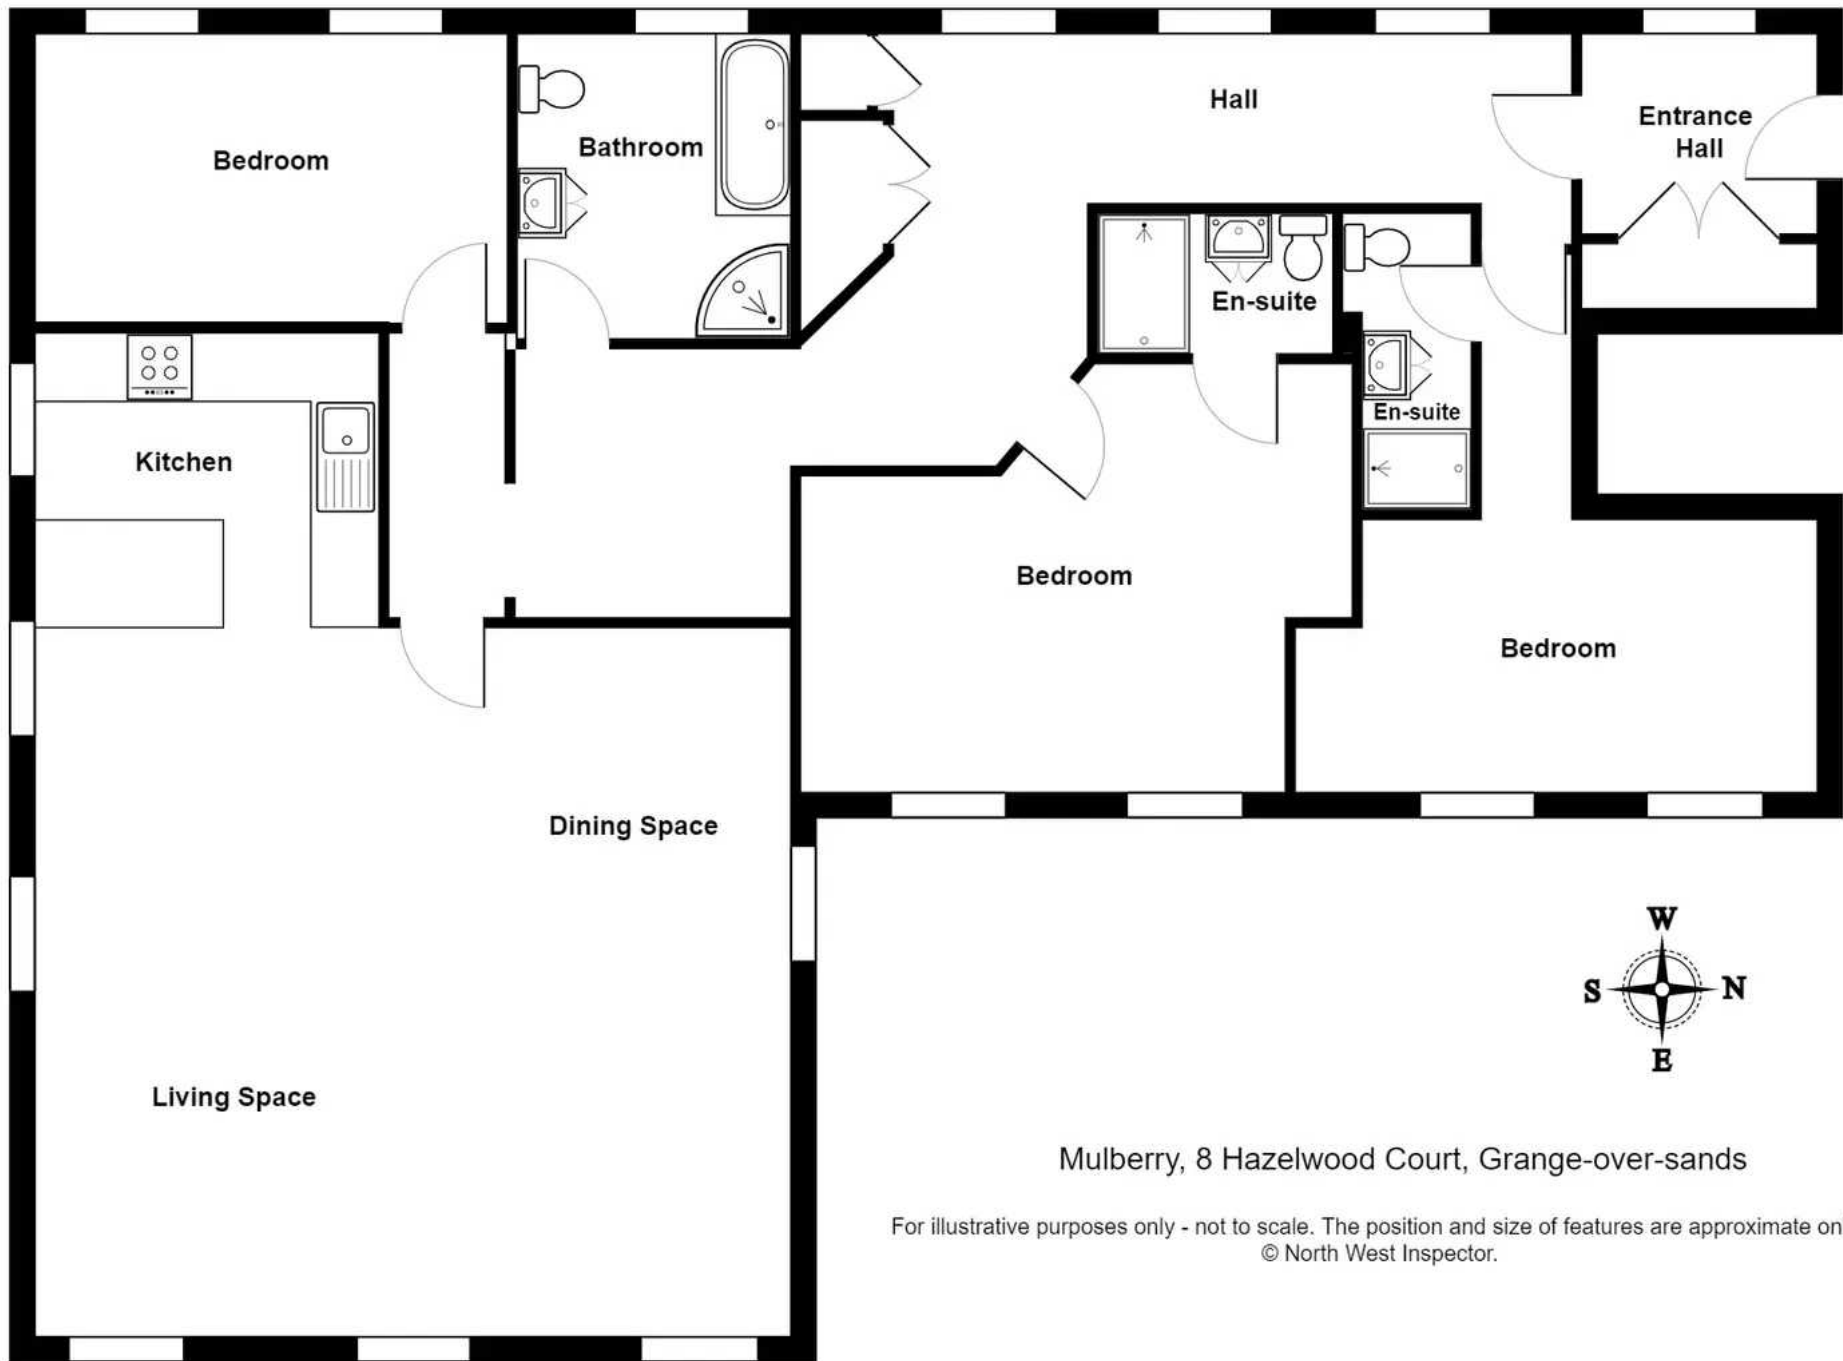 Hall
Entrance
Hall
Bathroom
Bedroom
En-suite
En-suite
Kitchen
Bedroom
Bedroom
Dining Space
Living Space
W
S
N
E
Mulberry, 8 Hazelwood Court, Grange-over-sands
For illustrative purposes only - not to scale. The position and size of features are approximate on
© North West Inspector.